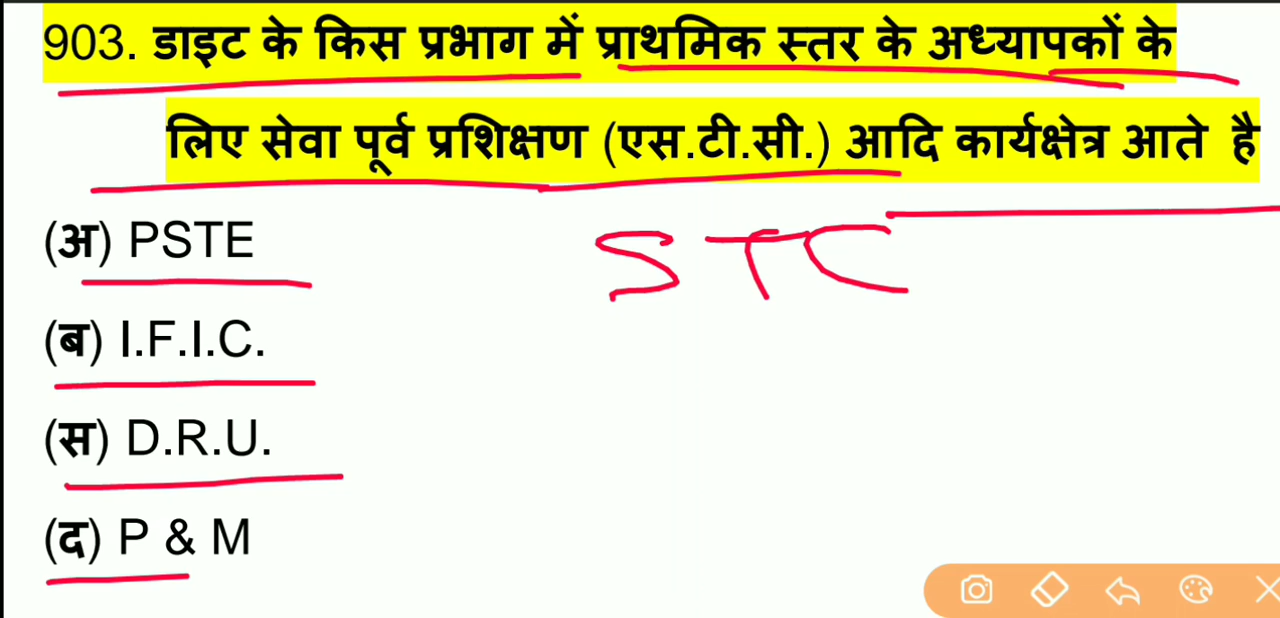 903. डाइट के किस प्रभाग में प्राथमिक स्तर के अध्यापकों के
लिए सेवा पूर्व प्रशिक्षण (एस.टी.सी.) आदि कार्यक्षेत्र आते है
(अ) PSTE
STC
(ब) I.F.I.C.
(स) D.R.U.
(द) P & M